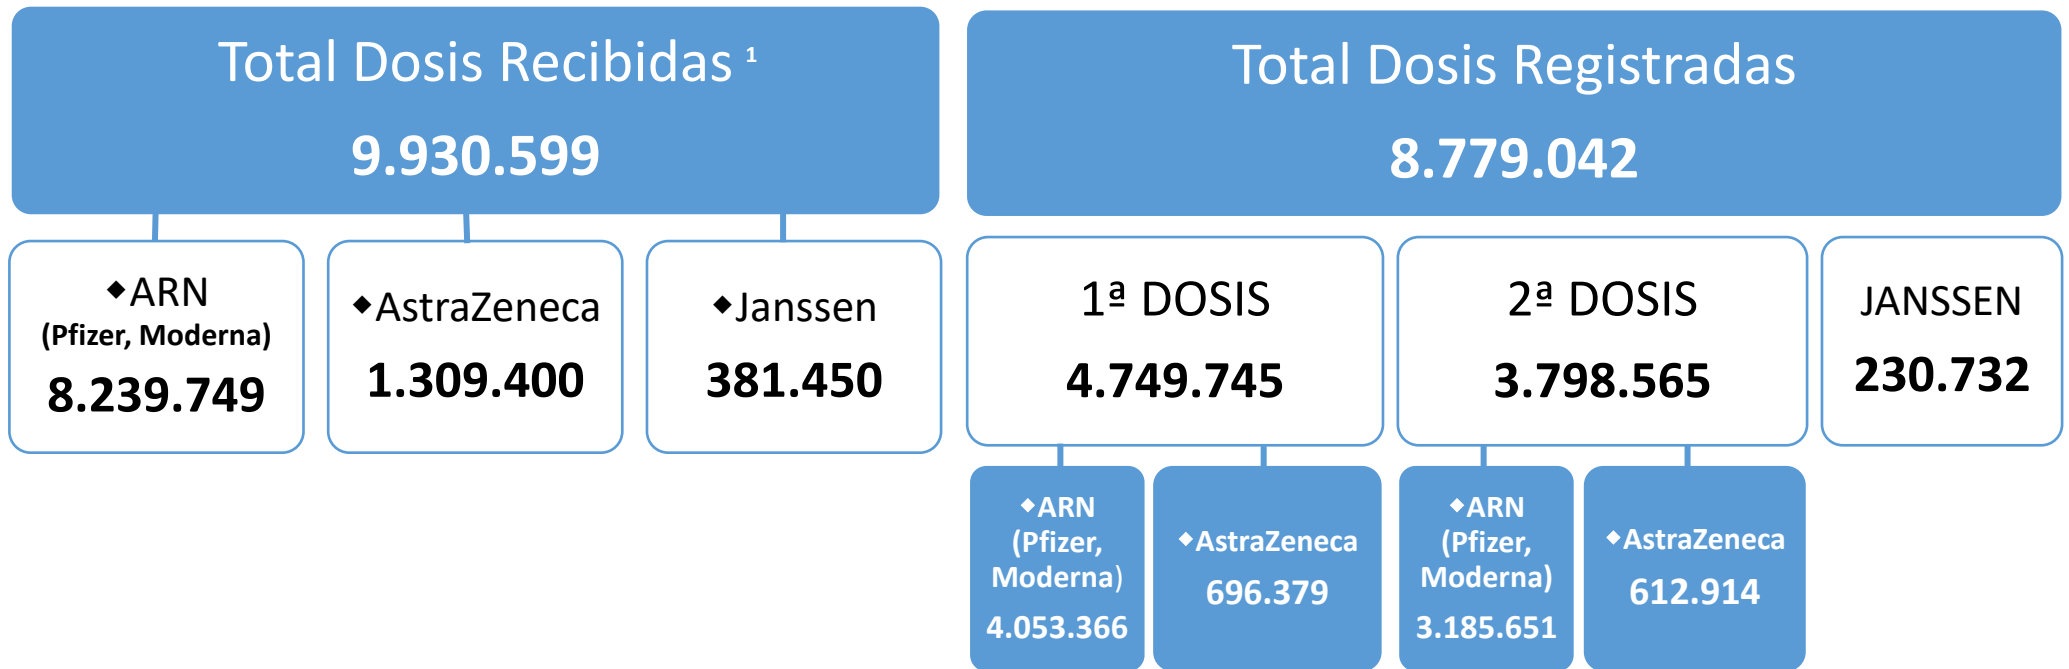 Total Dosis Recibidas ¹
9.930.599
◆ARN
(Pfizer, Moderna)
8.239.749
◆AstraZeneca
1.309.400
◆Janssen
381.450
Total Dosis Registradas
8.779.042
1ª DOSIS
4.749.745
◆ARN
(Pfizer,
Moderna)
4.053.366
◆AstraZeneca
696.379
2ª DOSIS
3.798.565
◆ARN
(Pfizer,
Moderna)
3.185.651
◆AstraZeneca
612.914
JANSSEN
230.732